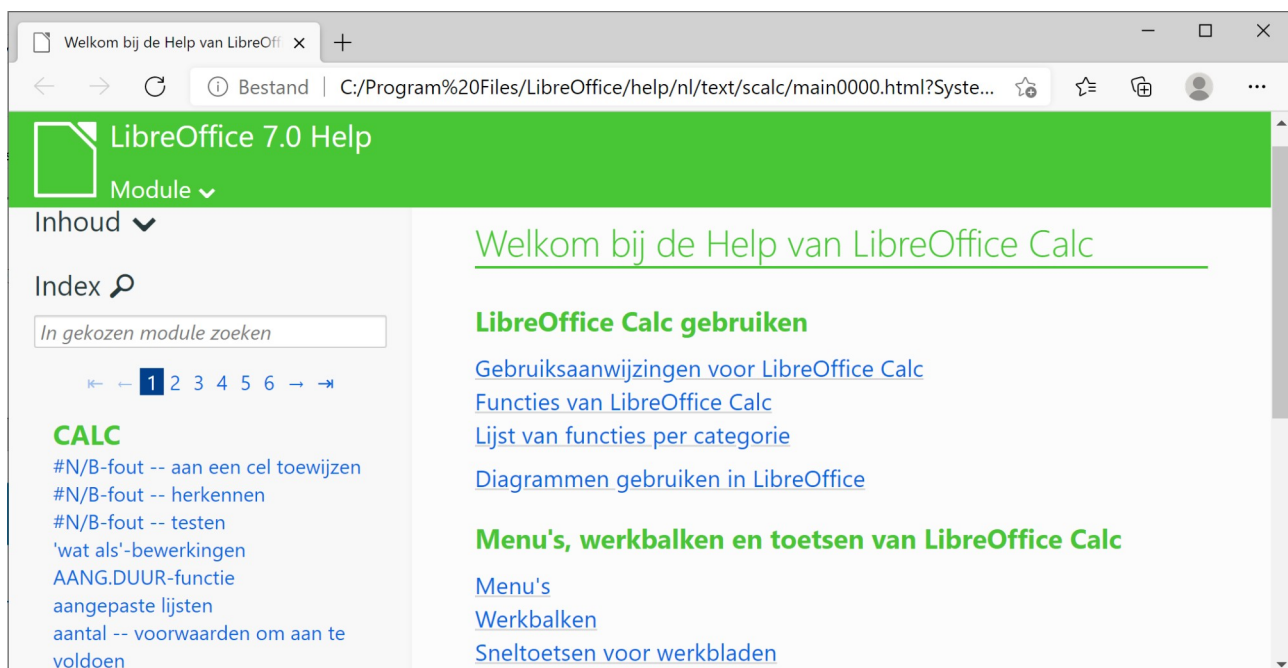 Welkom bij de Help van LibreOffi
Bestand
C:/Program%20Files/LibreOffice/help/nl/text/scalc/main0000.html?Syste...
LibreOffice 7.0 Help
Module
Inhoud
Index
In gekozen module zoeken
⇤ ← 1 2 3 4 5 6 → ⇥
CALC
#N/B-fout -- aan een cel toewijzen
#N/B-fout -- herkennen
#N/B-fout -- testen
'wat als'-bewerkingen
AANG.DUUR-functie
aangepaste lijsten
aantal -- voorwaarden om aan te
voldoen
Welkom bij de Help van LibreOffice Calc
LibreOffice Calc gebruiken
Gebruiksaanwijzingen voor LibreOffice Calc
Functies van LibreOffice Calc
Lijst van functies per categorie
Diagrammen gebruiken in LibreOffice
Menu's, werkbalken en toetsen van LibreOffice Calc
Menu's
Werkbalken
Sneltoetsen voor werkbladen